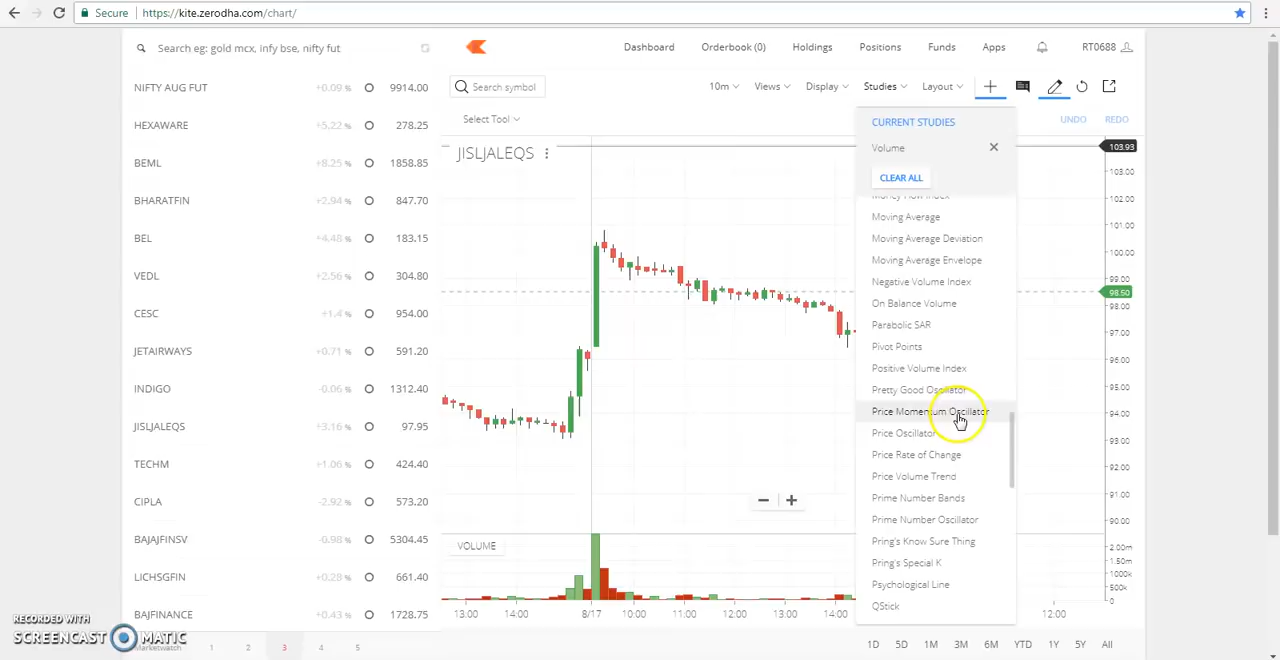 Secure
https://kite.zerodha.com/chart/
Search eg: gold mcx, infy bse, nifty fut
Dashboard
Orderbook (0)
Holdings
Positions
Funds
Apps
RT0688
NIFTY AUG FUT +0.09 % 9914.00
HEXAWARE +5.22 % 278.25
BEML +8.25 % 1858.85
BHARATFIN +2.94 % 847.70
BEL +4.48 % 183.15
VEDL +2.56 % 304.80
CESC +1.4 % 954.00
JETAIRWAYS +0.71 % 591.20
INDIGO -0.06 % 1312.40
JISLJALEQS +3.16 % 97.95
TECHM +1.06 % 424.40
CIPLA -2.92 % 573.20
BAJAJFINSV -0.98 % 5304.45
LICHSGFIN +0.28 % 661.40
BAJFINANCE +0.43 % 1728.75
Marketwatch 1 2 3 4 5
Search symbol
10m
Views
Display
Studies
Layout
Select Tool
UNDO
REDO
JISLJALEQS
CURRENT STUDIES
Volume
CLEAR ALL
Money Flow Index
Moving Average
Moving Average Deviation
Moving Average Envelope
Negative Volume Index
On Balance Volume
Parabolic SAR
Pivot Points
Positive Volume Index
Pretty Good Oscillator
Price Momentum Oscillator
Price Oscillator
Price Rate of Change
Price Volume Trend
Prime Number Bands
Prime Number Oscillator
Pring's Know Sure Thing
Pring's Special K
Psychological Line
QStick
103.93
103.00
102.00
101.00
100.00
99.00
98.50
98.00
97.00
96.00
95.00
94.00
93.00
92.00
91.00
90.00
VOLUME
2.00m
1.50m
1000k
500k
13:00
14:00
8/17
10:00
11:00
12:00
13:00
14:00
12:00
1D
5D
1M
3M
6M
YTD
1Y
5Y
All
RECORDED WITH
SCREENCAST MATIC